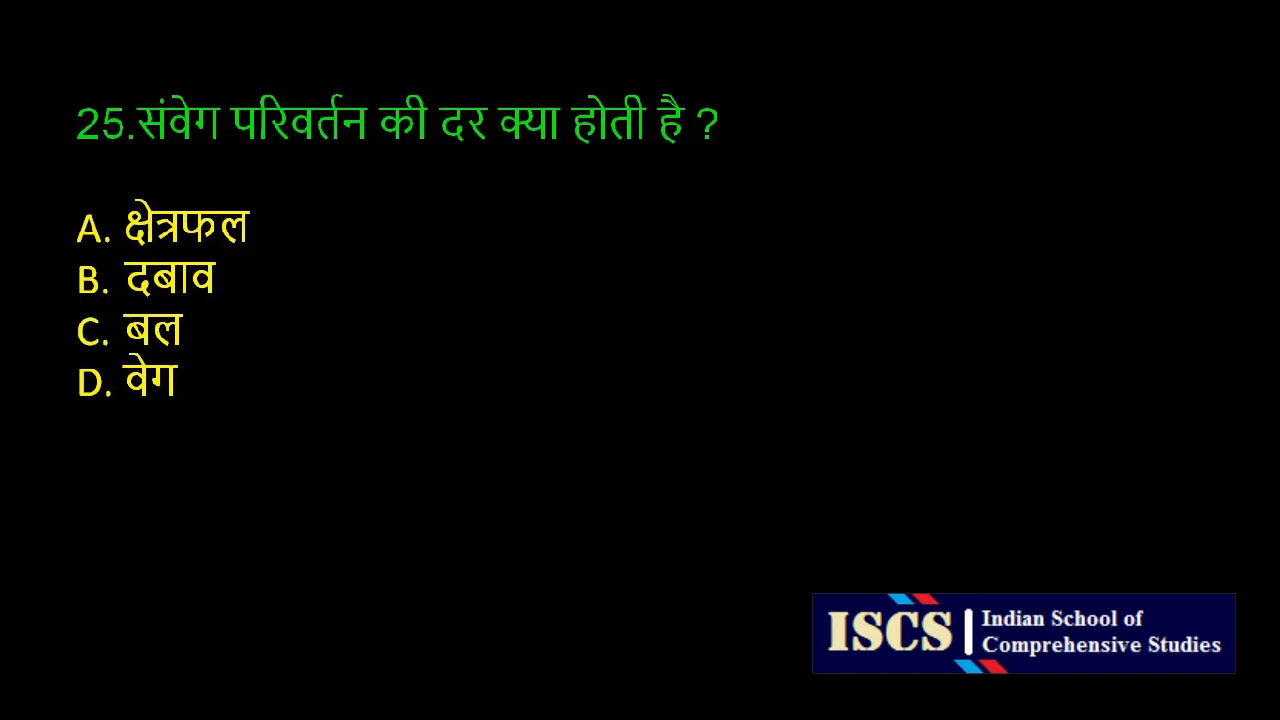 25.संवेग परिवर्तन की दर क्या होती है ?
A. क्षेत्रफल
B. दबाव
C. बल
D. वेग
ISCS
Indian School of
Comprehensive Studies